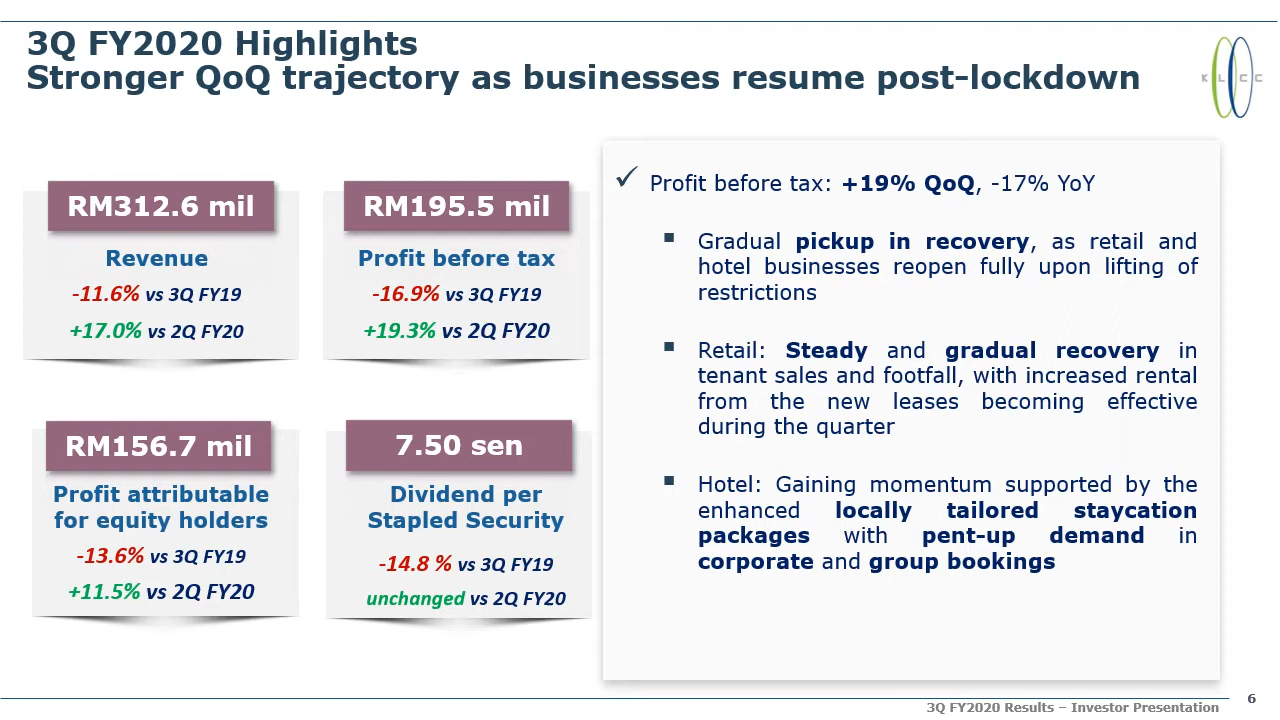 3Q FY2020 Highlights
Stronger QoQ trajectory as businesses resume post-lockdown
K L C C
RM312.6 mil
Revenue
-11.6% vs 3Q FY19
+17.0% vs 2Q FY20
RM195.5 mil
Profit before tax
-16.9% vs 3Q FY19
+19.3% vs 2Q FY20
RM156.7 mil
Profit attributable
for equity holders
-13.6% vs 3Q FY19
+11.5% vs 2Q FY20
7.50 sen
Dividend per
Stapled Security
-14.8 % vs 3Q FY19
unchanged vs 2Q FY20
✓ Profit before tax: +19% QoQ, -17% YoY
▪ Gradual pickup in recovery, as retail and
hotel businesses reopen fully upon lifting of
restrictions
▪ Retail: Steady and gradual recovery in
tenant sales and footfall, with increased rental
from the new leases becoming effective
during the quarter
▪ Hotel: Gaining momentum supported by the
enhanced locally tailored staycation
packages with pent-up demand in
corporate and group bookings
3Q FY2020 Results – Investor Presentation
6